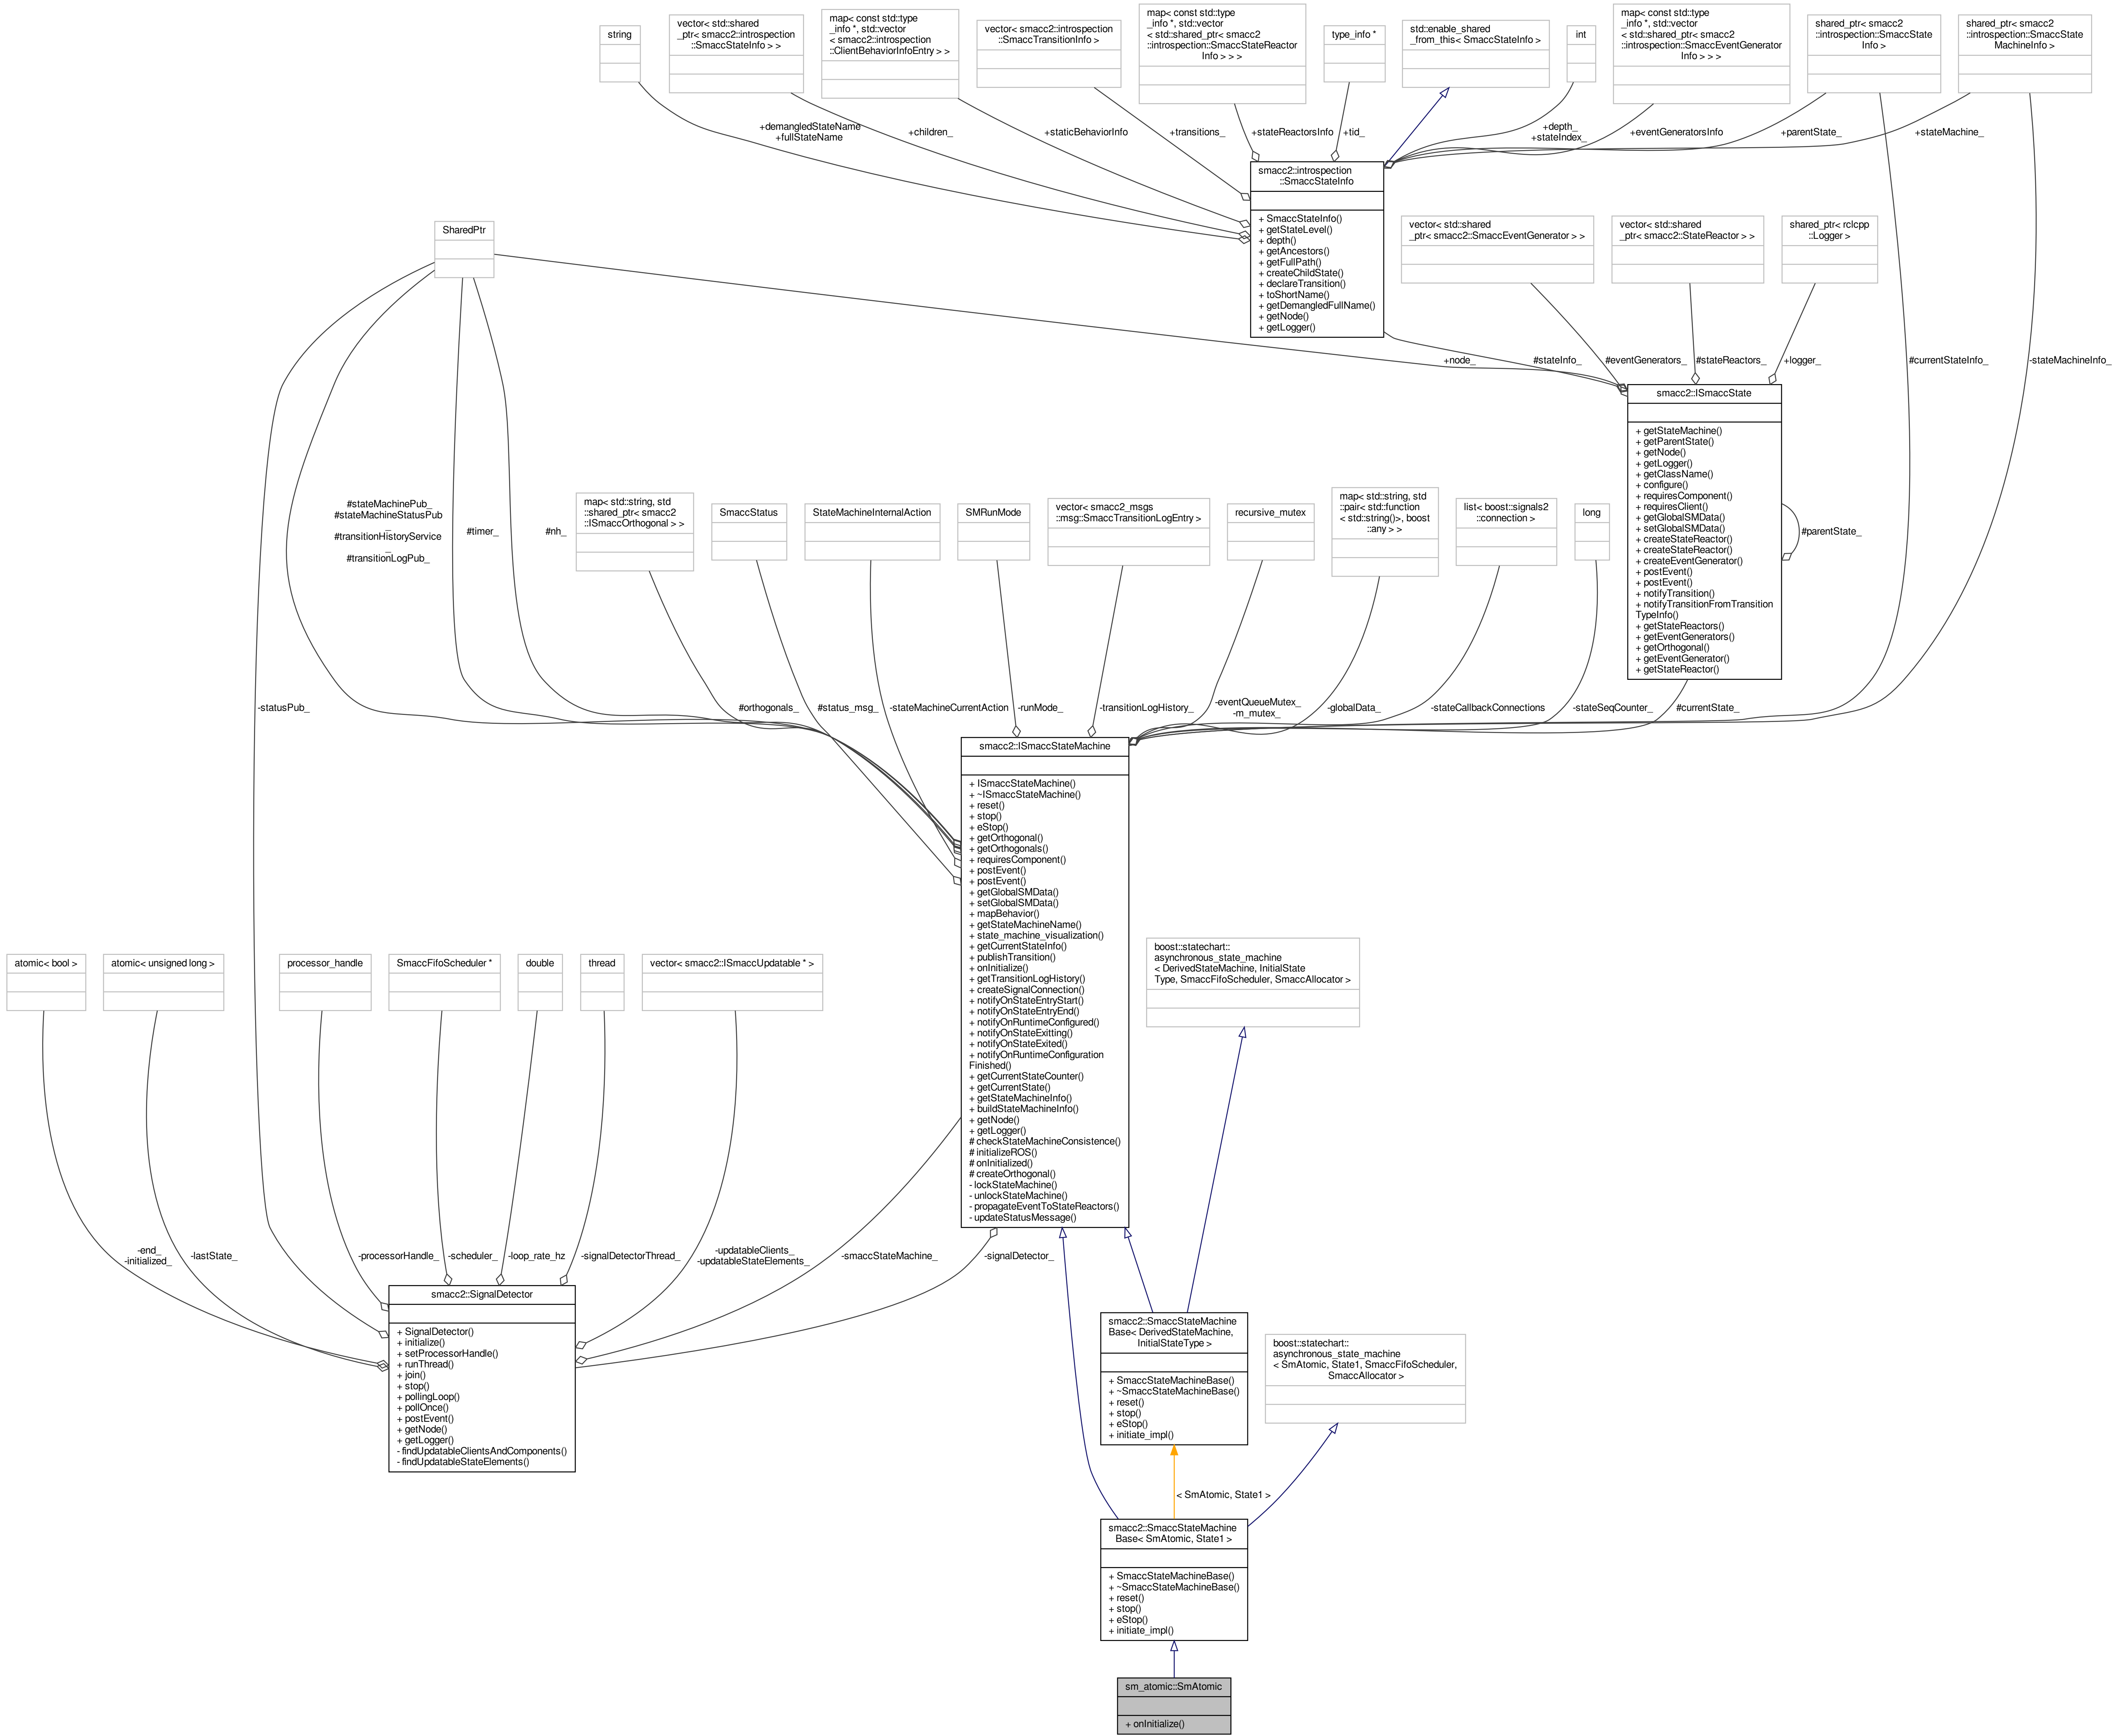 string
vector< std::shared
_ptr< smacc2::introspection
::SmaccStateInfo > >
map< const std::type
_info *, std::vector
< smacc2::introspection
::ClientBehaviorInfoEntry > >
vector< smacc2::introspection
::SmaccTransitionInfo >
map< const std::type
_info *, std::vector
< std::shared_ptr< smacc2
::introspection::SmaccStateReactor
Info > > >
type_info *
std::enable_shared
_from_this< SmaccStateInfo >
int
map< const std::type
_info *, std::vector
< std::shared_ptr< smacc2
::introspection::SmaccEventGenerator
Info > > >
shared_ptr< smacc2
::introspection::SmaccState
Info >
shared_ptr< smacc2
::introspection::SmaccState
MachineInfo >
+demangledStateName
+fullStateName
+children_
+staticBehaviorInfo
+transitions_
+stateReactorsInfo
+tid_
+depth_
+stateIndex_
+eventGeneratorsInfo
+parentState_
+stateMachine_
smacc2::introspection
::SmaccStateInfo
+ SmaccStateInfo()
+ getStateLevel()
+ depth()
+ getAncestors()
+ getFullPath()
+ createChildState()
+ declareTransition()
+ toShortName()
+ getDemangledFullName()
+ getNode()
+ getLogger()
SharedPtr
vector< std::shared
_ptr< smacc2::SmaccEventGenerator > >
vector< std::shared
_ptr< smacc2::StateReactor > >
shared_ptr< rclcpp
::Logger >
+node_
#stateInfo_
#eventGenerators_
#stateReactors_
+logger_
#currentStateInfo_
-stateMachineInfo_
smacc2::ISmaccState
+ getStateMachine()
+ getParentState()
+ getNode()
+ getLogger()
+ getClassName()
+ configure()
+ requiresComponent()
+ requiresClient()
+ getGlobalSMData()
+ setGlobalSMData()
+ createStateReactor()
+ createStateReactor()
+ createEventGenerator()
+ postEvent()
+ postEvent()
+ notifyTransition()
+ notifyTransitionFromTransition
TypeInfo()
+ getStateReactors()
+ getEventGenerators()
+ getOrthogonal()
+ getEventGenerator()
+ getStateReactor()
#parentState_
#stateMachinePub_
#stateMachineStatusPub
_
#transitionHistoryService
_
#transitionLogPub_
#timer_
#nh_
map< std::string, std
::shared_ptr< smacc2
::ISmaccOrthogonal > >
SmaccStatus
StateMachineInternalAction
SMRunMode
vector< smacc2_msgs
::msg::SmaccTransitionLogEntry >
recursive_mutex
map< std::string, std
::pair< std::function
< std::string()>, boost
::any > >
list< boost::signals2
::connection >
long
-statusPub_
#orthogonals_
#status_msg_
-stateMachineCurrentAction
-runMode_
-transitionLogHistory_
-eventQueueMutex_
-m_mutex_
-globalData_
-stateCallbackConnections
-stateSeqCounter_
#currentState_
smacc2::ISmaccStateMachine
+ ISmaccStateMachine()
+ ~ISmaccStateMachine()
+ reset()
+ stop()
+ eStop()
+ getOrthogonal()
+ getOrthogonals()
+ requiresComponent()
+ postEvent()
+ postEvent()
+ getGlobalSMData()
+ setGlobalSMData()
+ mapBehavior()
+ getStateMachineName()
+ state_machine_visualization()
+ getCurrentStateInfo()
+ publishTransition()
+ onInitialize()
+ getTransitionLogHistory()
+ createSignalConnection()
+ notifyOnStateEntryStart()
+ notifyOnStateEntryEnd()
+ notifyOnRuntimeConfigured()
+ notifyOnStateExitting()
+ notifyOnStateExited()
+ notifyOnRuntimeConfiguration
Finished()
+ getCurrentStateCounter()
+ getCurrentState()
+ getStateMachineInfo()
+ buildStateMachineInfo()
+ getNode()
+ getLogger()
# checkStateMachineConsistence()
# initializeROS()
# onInitialized()
# createOrthogonal()
- lockStateMachine()
- unlockStateMachine()
- propagateEventToStateReactors()
- updateStatusMessage()
atomic< bool >
atomic< unsigned long >
processor_handle
SmaccFifoScheduler *
double
thread
vector< smacc2::ISmaccUpdatable * >
boost::statechart::
asynchronous_state_machine
< DerivedStateMachine, InitialState
Type, SmaccFifoScheduler, SmaccAllocator >
-end_
-initialized_
-lastState_
-processorHandle_
-scheduler_
-loop_rate_hz
-signalDetectorThread_
-updatableClients_
-updatableStateElements_
-smaccStateMachine_
-signalDetector_
smacc2::SignalDetector
+ SignalDetector()
+ initialize()
+ setProcessorHandle()
+ runThread()
+ join()
+ stop()
+ pollingLoop()
+ pollOnce()
+ postEvent()
+ getNode()
+ getLogger()
- findUpdatableClientsAndComponents()
- findUpdatableStateElements()
smacc2::SmaccStateMachine
Base< DerivedStateMachine,
InitialStateType >
+ SmaccStateMachineBase()
+ ~SmaccStateMachineBase()
+ reset()
+ stop()
+ eStop()
+ initiate_impl()
boost::statechart::
asynchronous_state_machine
< SmAtomic, State1, SmaccFifoScheduler,
SmaccAllocator >
< SmAtomic, State1 >
smacc2::SmaccStateMachine
Base< SmAtomic, State1 >
+ SmaccStateMachineBase()
+ ~SmaccStateMachineBase()
+ reset()
+ stop()
+ eStop()
+ initiate_impl()
sm_atomic::SmAtomic
+ onInitialize()